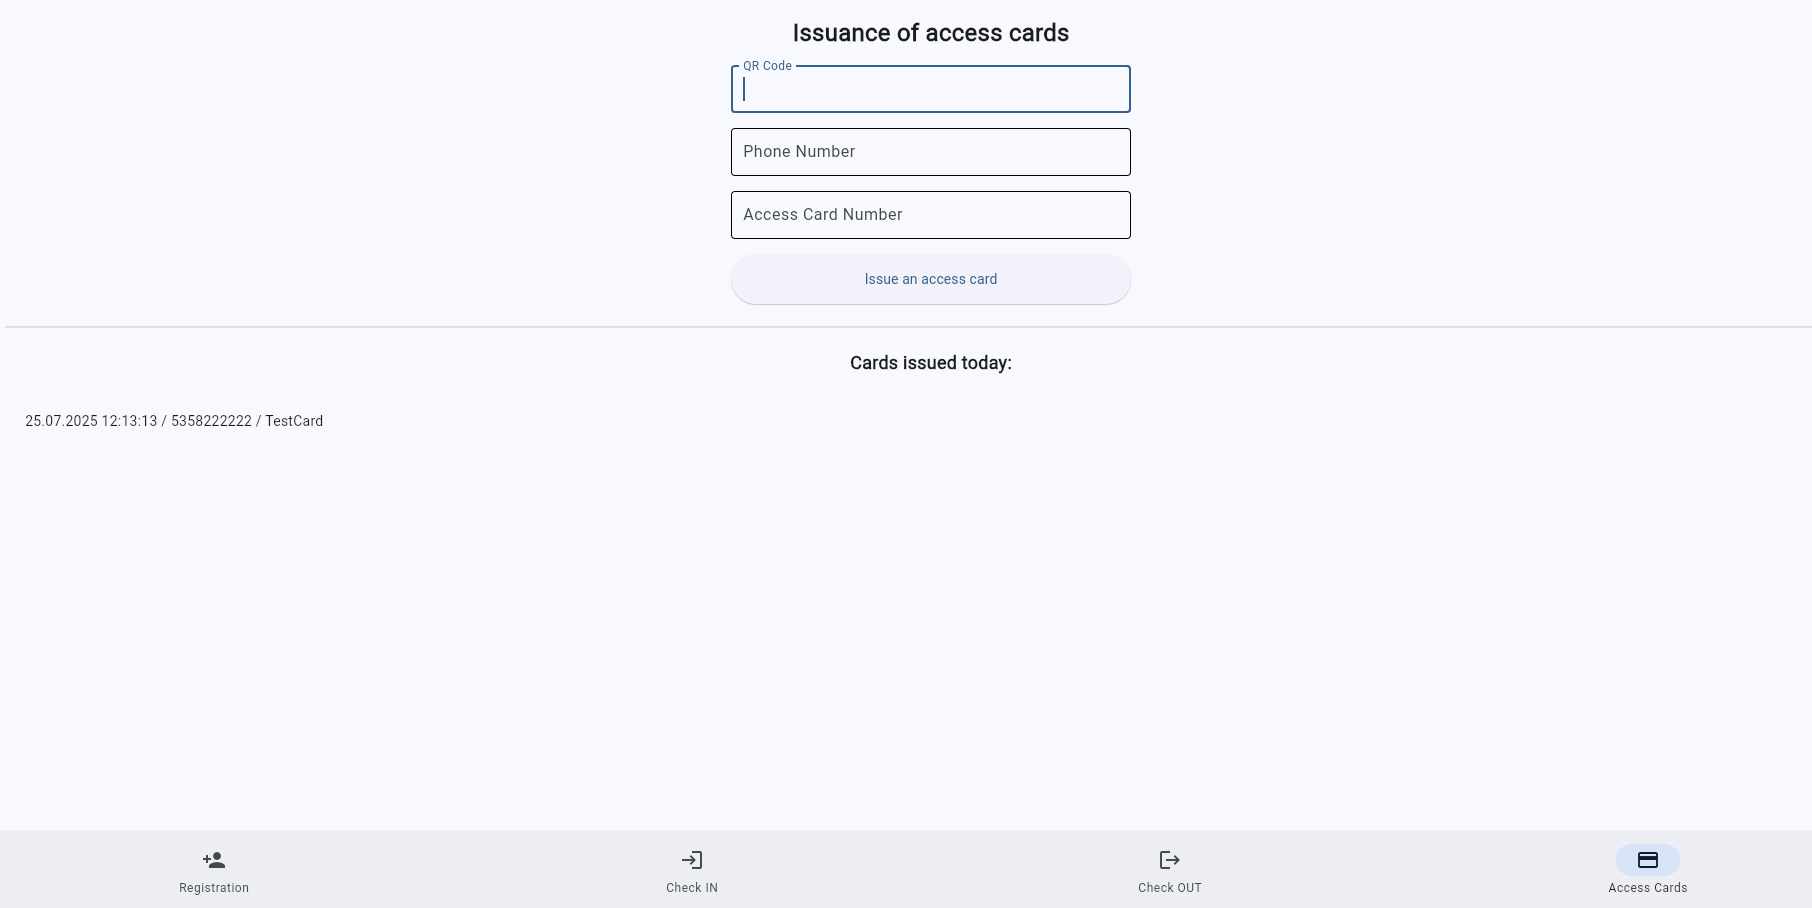 Issuance of access cards
QR Code
Phone Number
Access Card Number
Issue an access card
Cards issued today:
25.07.2025 12:13:13 / 5358222222 / TestCard
Registration
Check IN
Check OUT
Access Cards